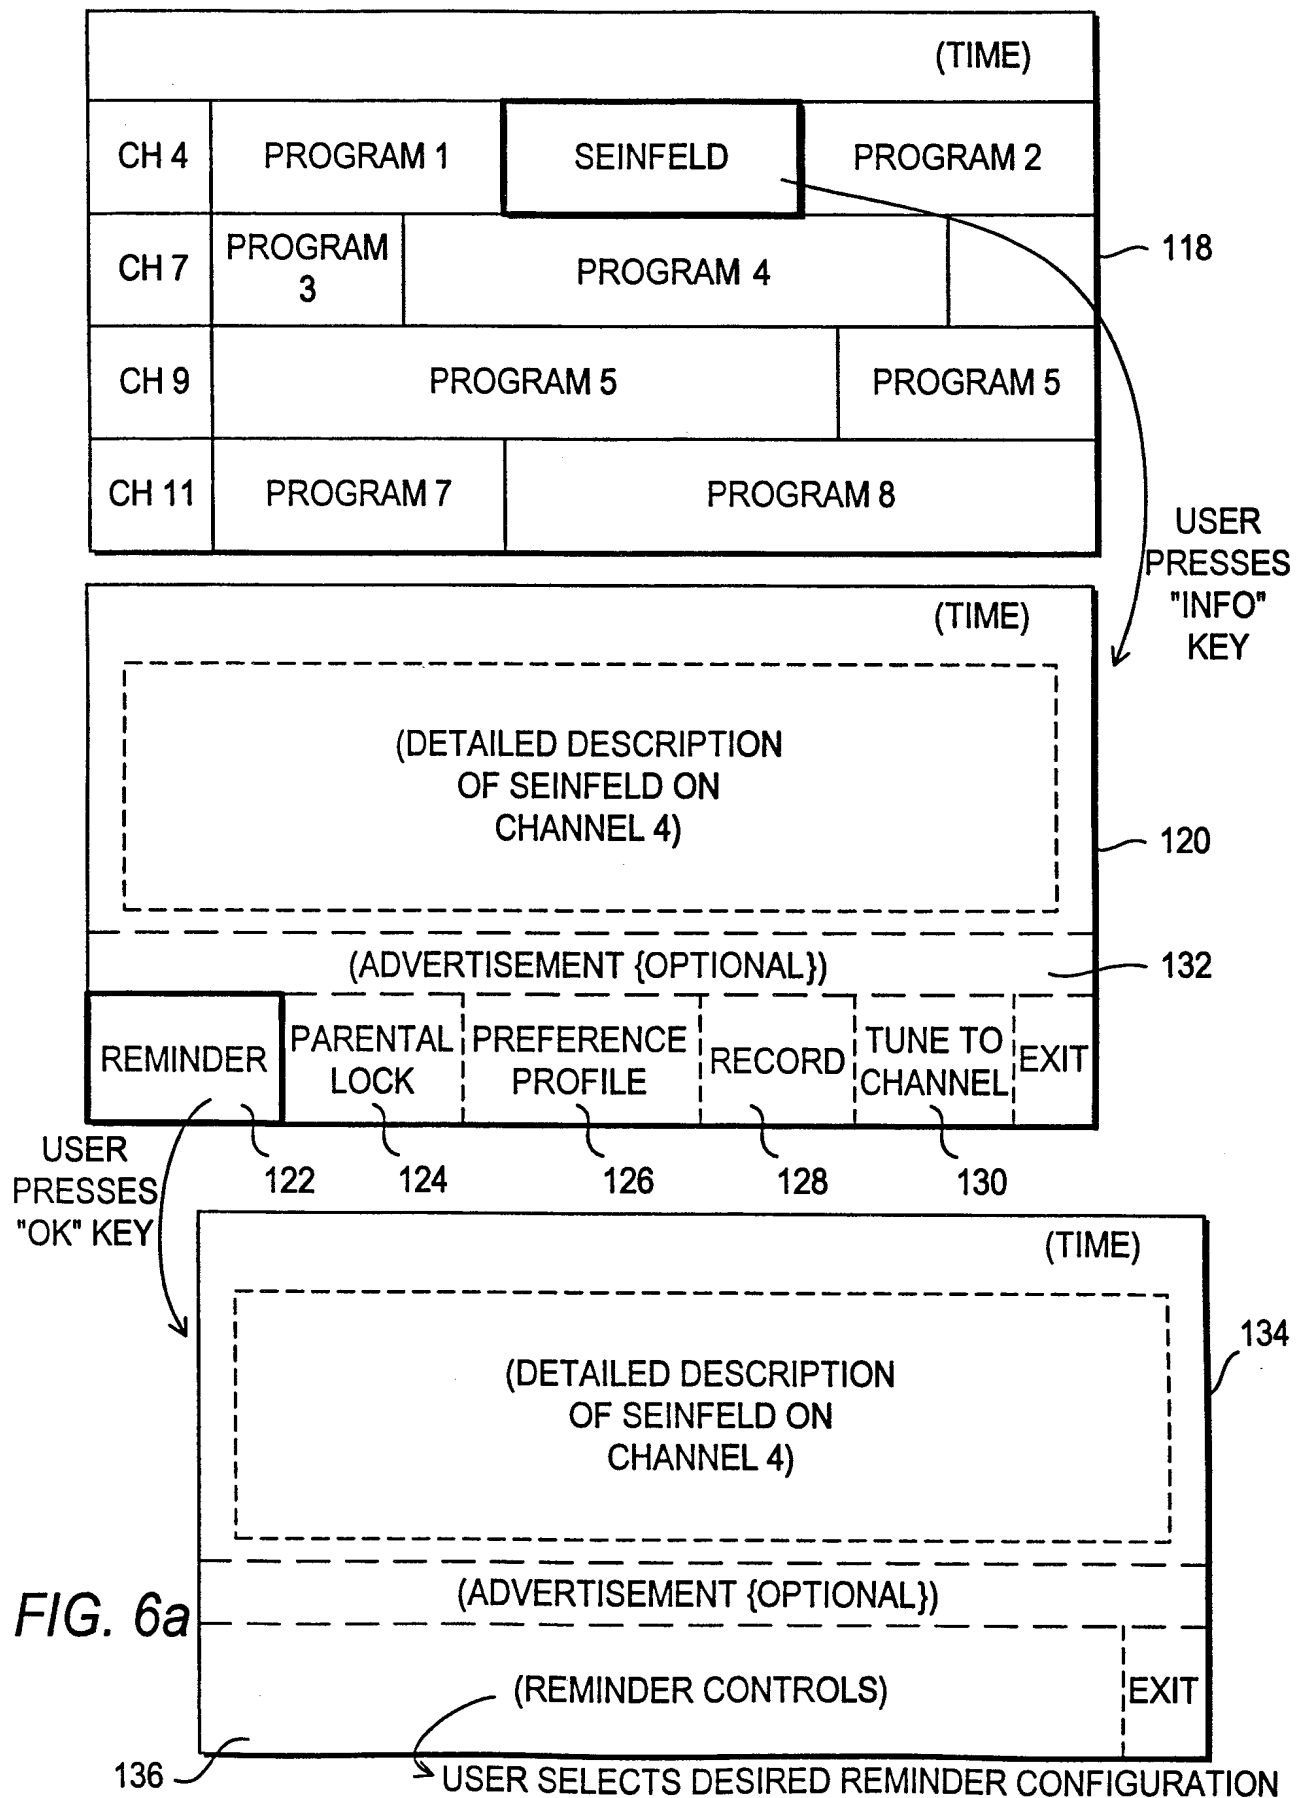 (TIME)
CH 4 PROGRAM 1 SEINFELD PROGRAM 2
CH 7 PROGRAM 3 PROGRAM 4
118
CH 9 PROGRAM 5 PROGRAM 5
CH 11 PROGRAM 7 PROGRAM 8
USER
PRESSES
"INFO"
KEY
(TIME)
(DETAILED DESCRIPTION
OF SEINFELD ON
CHANNEL 4)
120
(ADVERTISEMENT {OPTIONAL})
132
REMINDER
PARENTAL
LOCK
PREFERENCE
PROFILE
RECORD
TUNE TO
CHANNEL
EXIT
122 124 126 128 130
USER
PRESSES
"OK" KEY
(TIME)
134
(DETAILED DESCRIPTION
OF SEINFELD ON
CHANNEL 4)
(ADVERTISEMENT {OPTIONAL})
FIG. 6a
(REMINDER CONTROLS)
EXIT
136
USER SELECTS DESIRED REMINDER CONFIGURATION